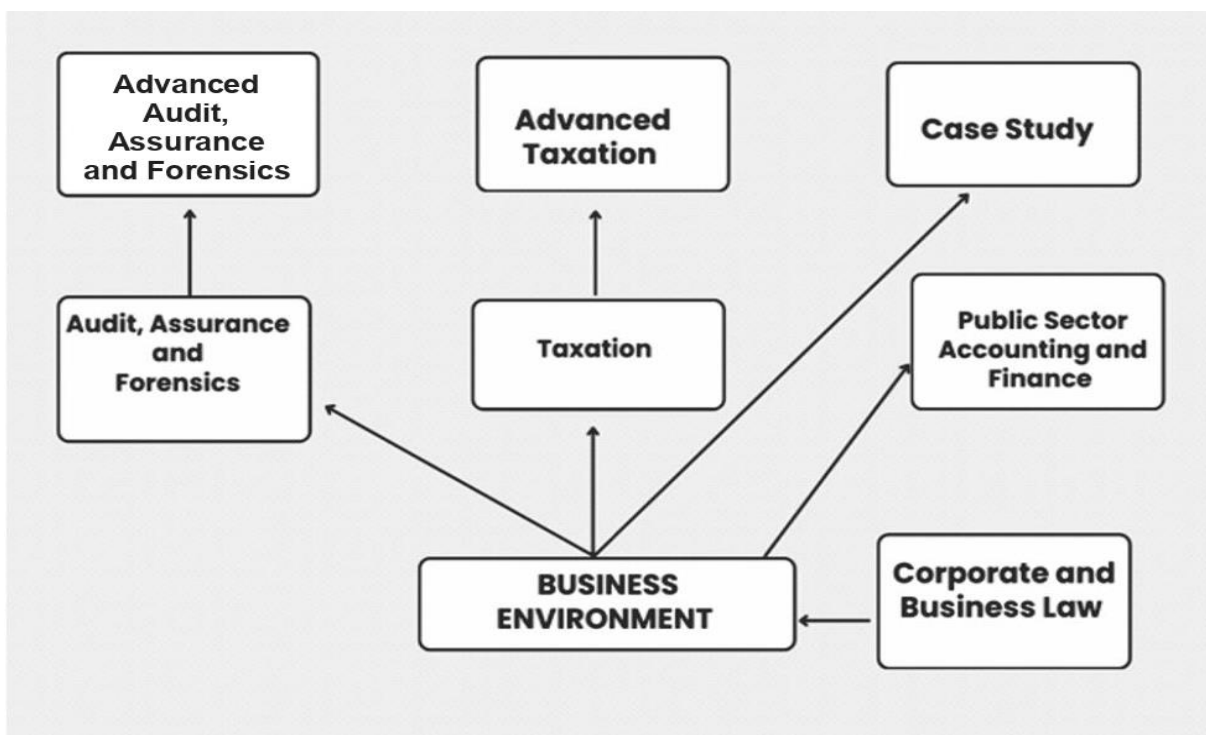 Advanced
Audit,
Assurance
and Forensics
Advanced
Taxation
Case Study
Audit, Assurance
and
Forensics
Taxation
Public Sector
Accounting and
Finance
BUSINESS
ENVIRONMENT
Corporate and
Business Law